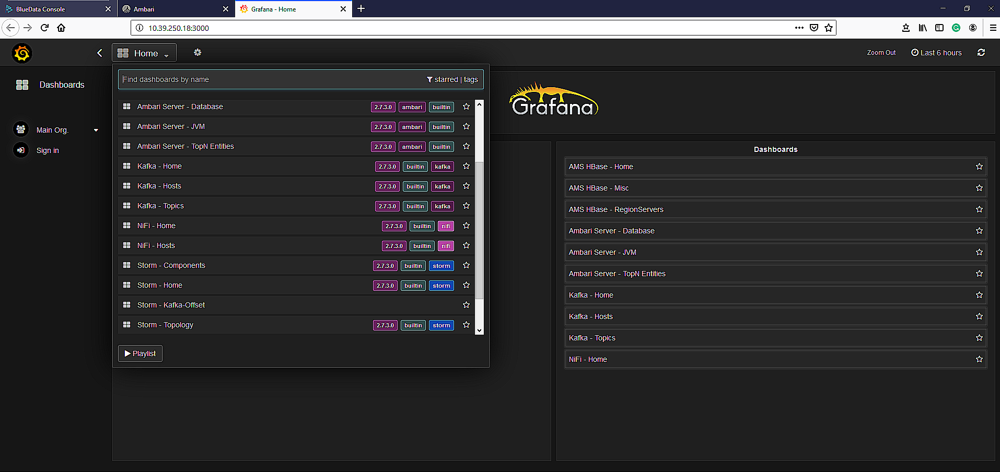 BlueData Console
Ambari
Grafana - Home
10.39.250.18:3000
Home
Zoom Out
Last 6 hours
Dashboards
Main Org.
Sign in
Find dashboards by name
starred | tags
Ambari Server - Database 2.7.3.0 ambari builtin
Ambari Server - JVM 2.7.3.0 ambari builtin
Ambari Server - TopN Entities 2.7.3.0 ambari builtin
Kafka - Home 2.7.3.0 builtin kafka
Kafka - Hosts 2.7.3.0 builtin kafka
Kafka - Topics 2.7.3.0 builtin kafka
NiFi - Home 2.7.3.0 builtin nifi
NiFi - Hosts 2.7.3.0 builtin nifi
Storm - Components 2.7.3.0 builtin storm
Storm - Home 2.7.3.0 builtin storm
Storm - Kafka-Offset
Storm - Topology 2.7.3.0 builtin storm
Playlist
Grafana
Dashboards
AMS HBase - Home
AMS HBase - Misc
AMS HBase - RegionServers
Ambari Server - Database
Ambari Server - JVM
Ambari Server - TopN Entities
Kafka - Home
Kafka - Hosts
Kafka - Topics
NiFi - Home